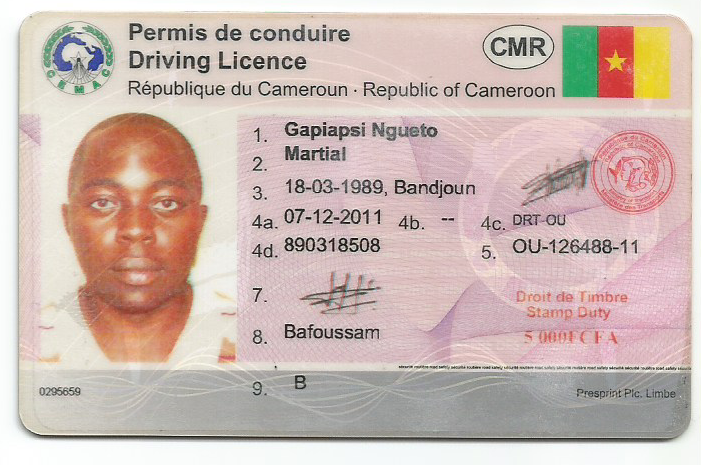 Permis de conduire
Driving Licence
République du Cameroun · Republic of Cameroon
CMR
CEMAC
1. Gapiapsi Ngueto
2. Martial
3. 18-03-1989, Bandjoun
4a. 07-12-2011 4b. -- 4c. DRT-OU
4d. 890318508 5. OU-126488-11
7.
Droit de Timbre
Stamp Duty
5 000FCFA
8. Bafoussam
9. B
0295659
Presprint Plc. Limbe